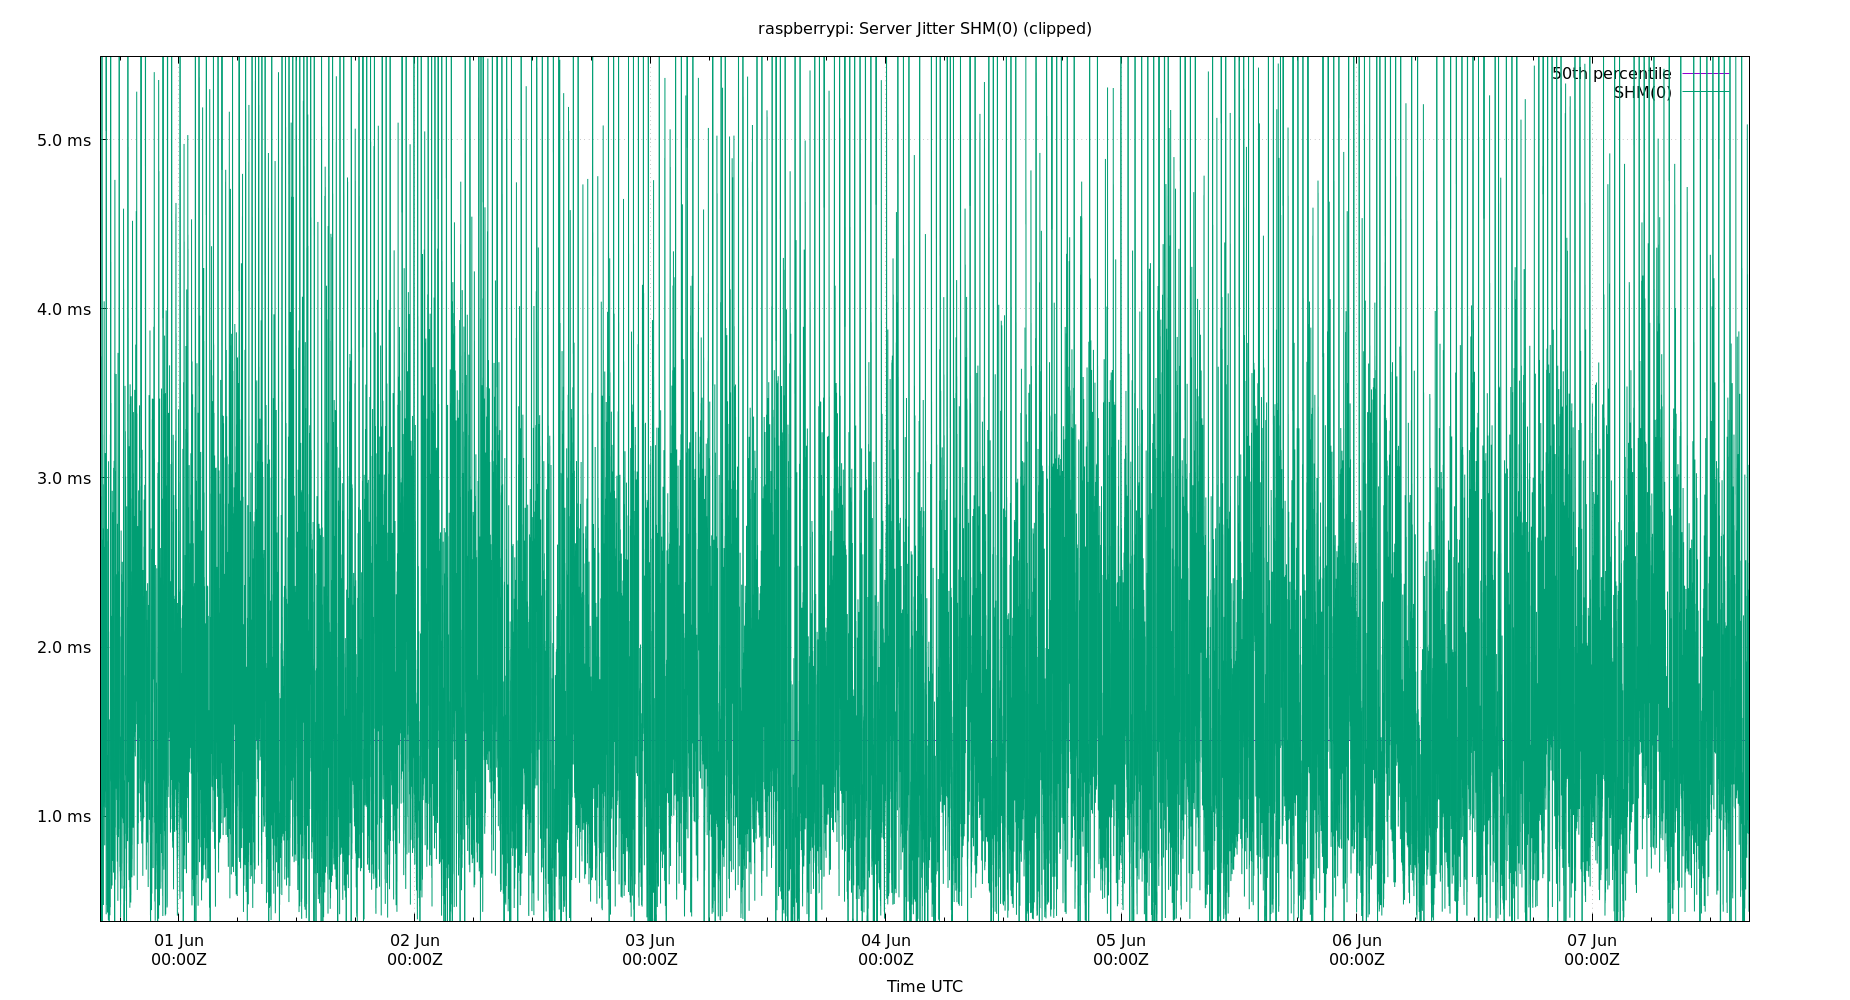 raspberrypi: Server Jitter SHM(0) (clipped)
50th percentile
SHM(0)
5.0 ms
4.0 ms
3.0 ms
2.0 ms
1.0 ms
01 Jun
00:00Z
02 Jun
00:00Z
03 Jun
00:00Z
04 Jun
00:00Z
05 Jun
00:00Z
06 Jun
00:00Z
07 Jun
00:00Z
Time UTC